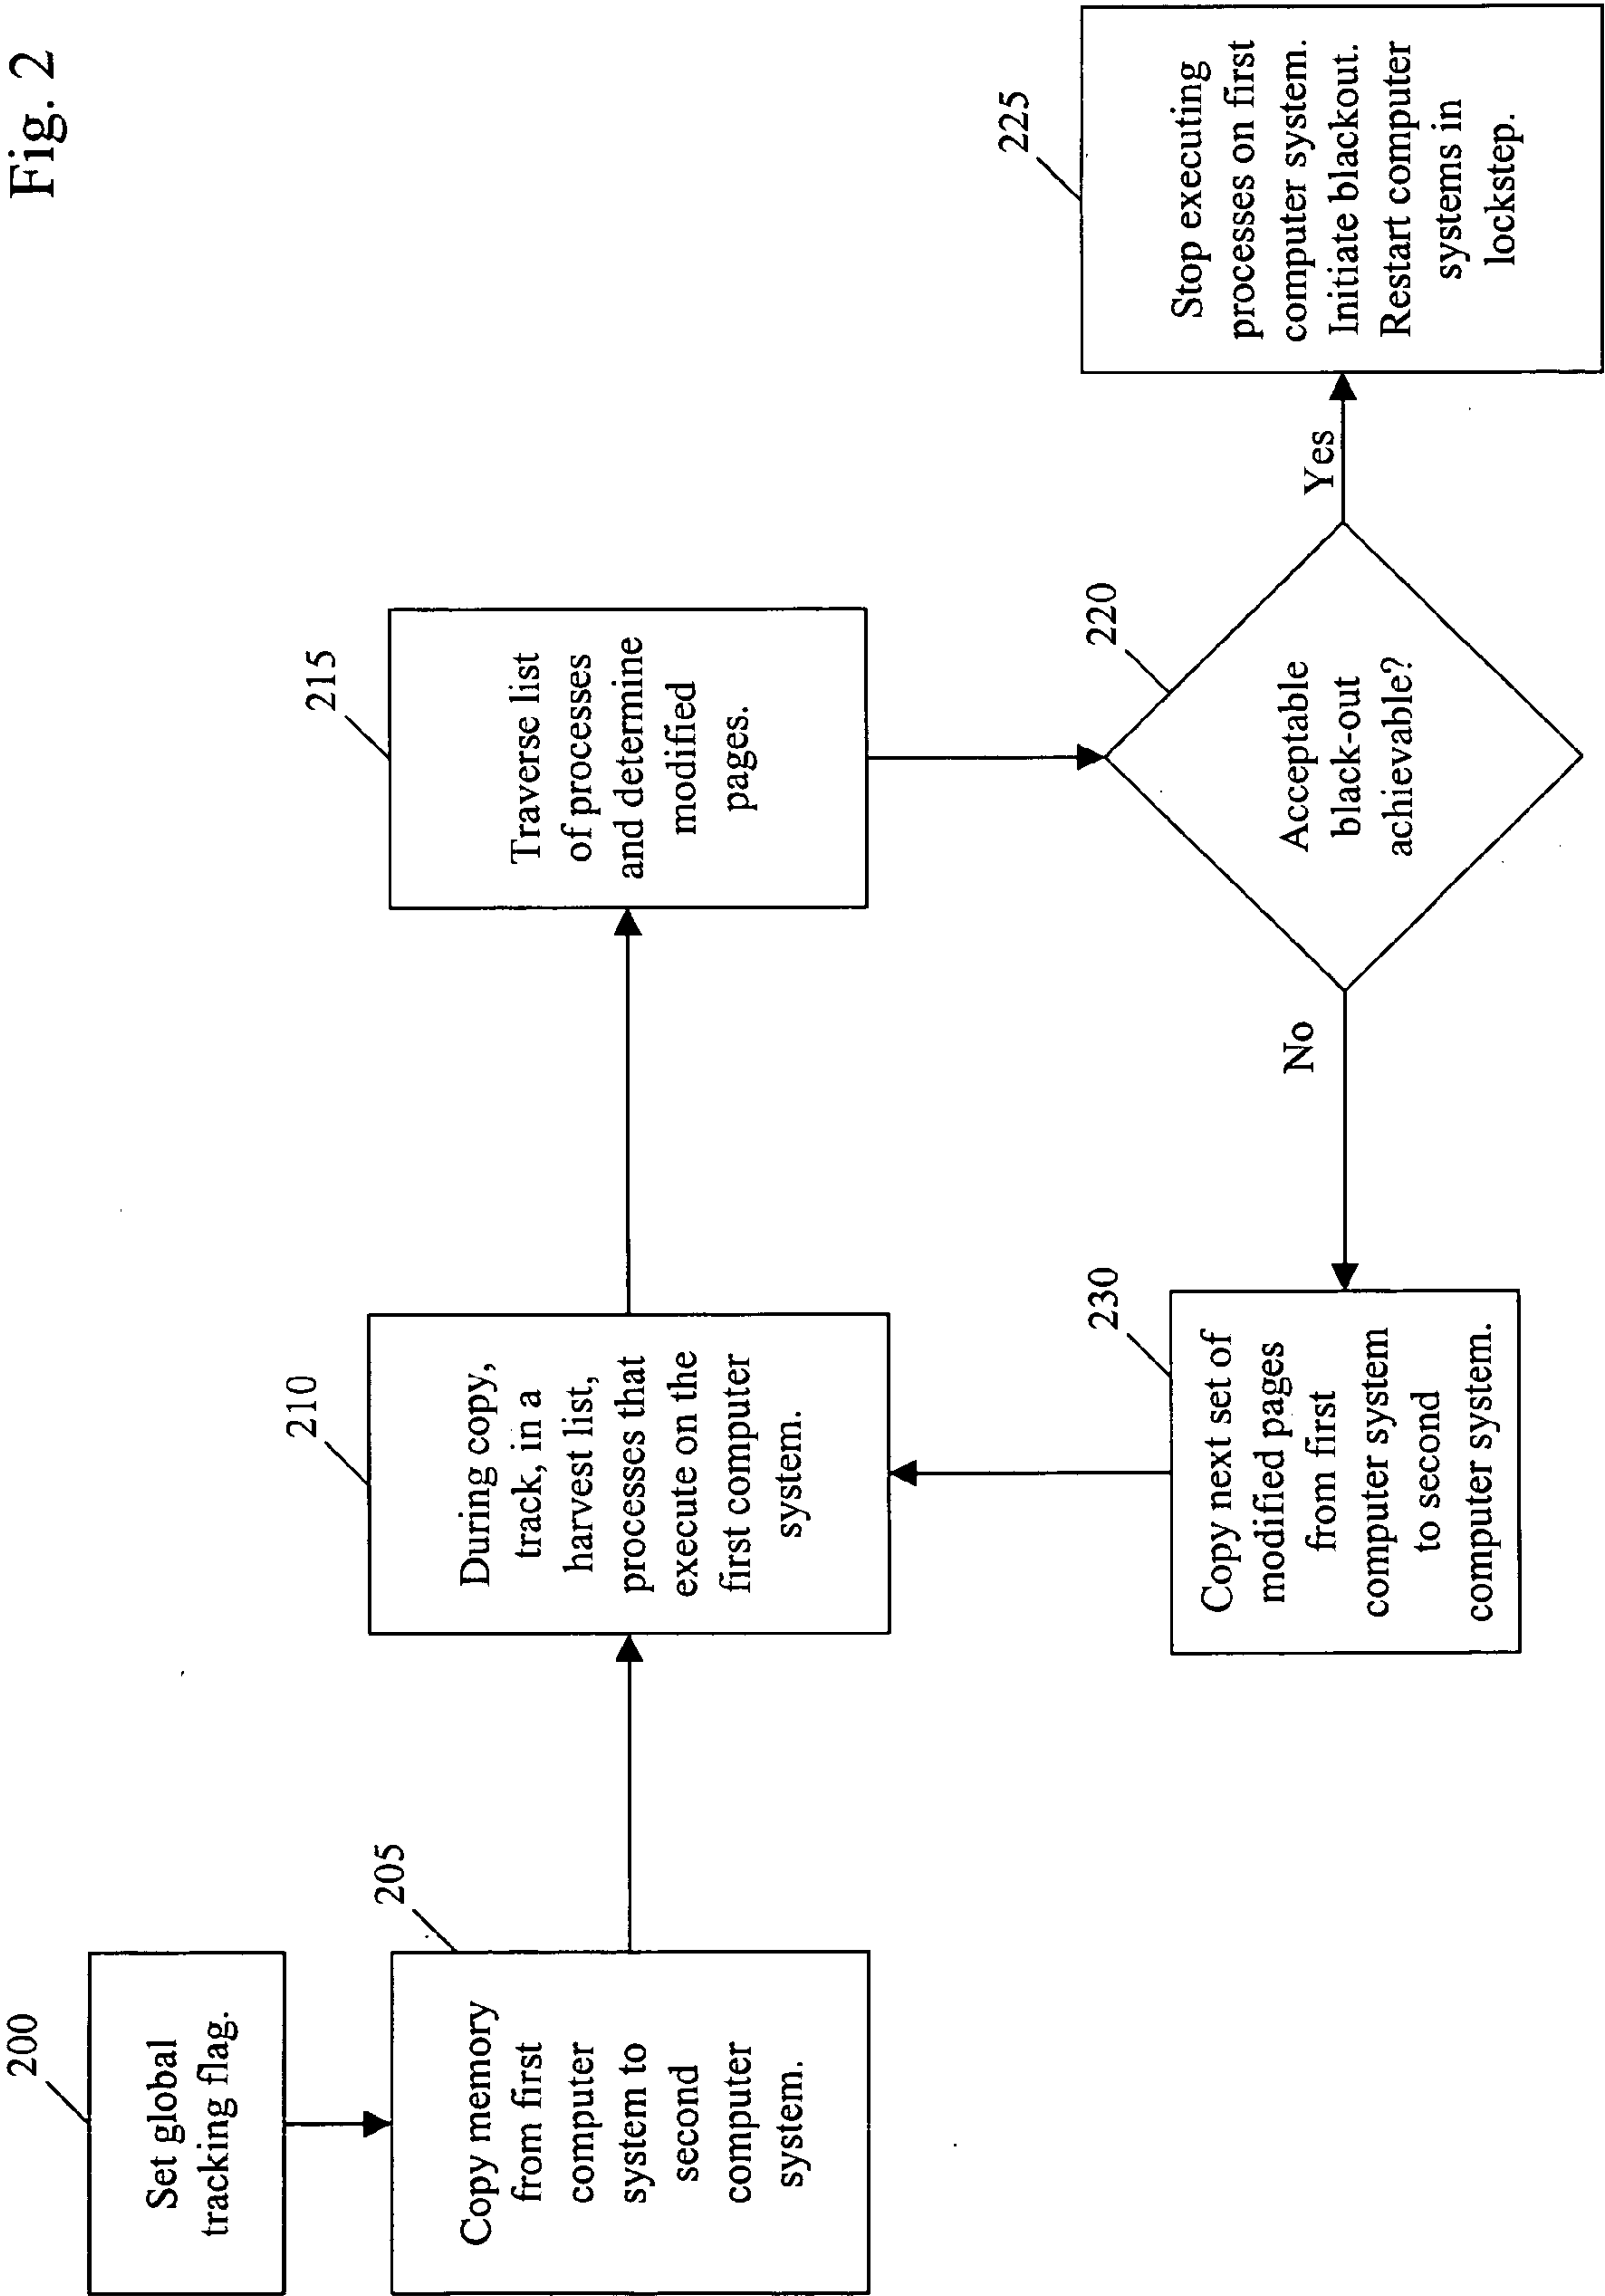 Fig. 2
200
Set global
tracking flag.
205
Copy memory
from first
computer
system to
second
computer
system.
210
During copy,
track, in a
harvest list,
processes that
execute on the
first computer
system.
215
Traverse list
of processes
and determine
modified
pages.
220
Acceptable
black-out
achievable?
Yes
No
225
Stop executing
processes on first
computer system.
Initiate blackout.
Restart computer
systems in
lockstep.
230
Copy next set of
modified pages
from first
computer system
to second
computer system.